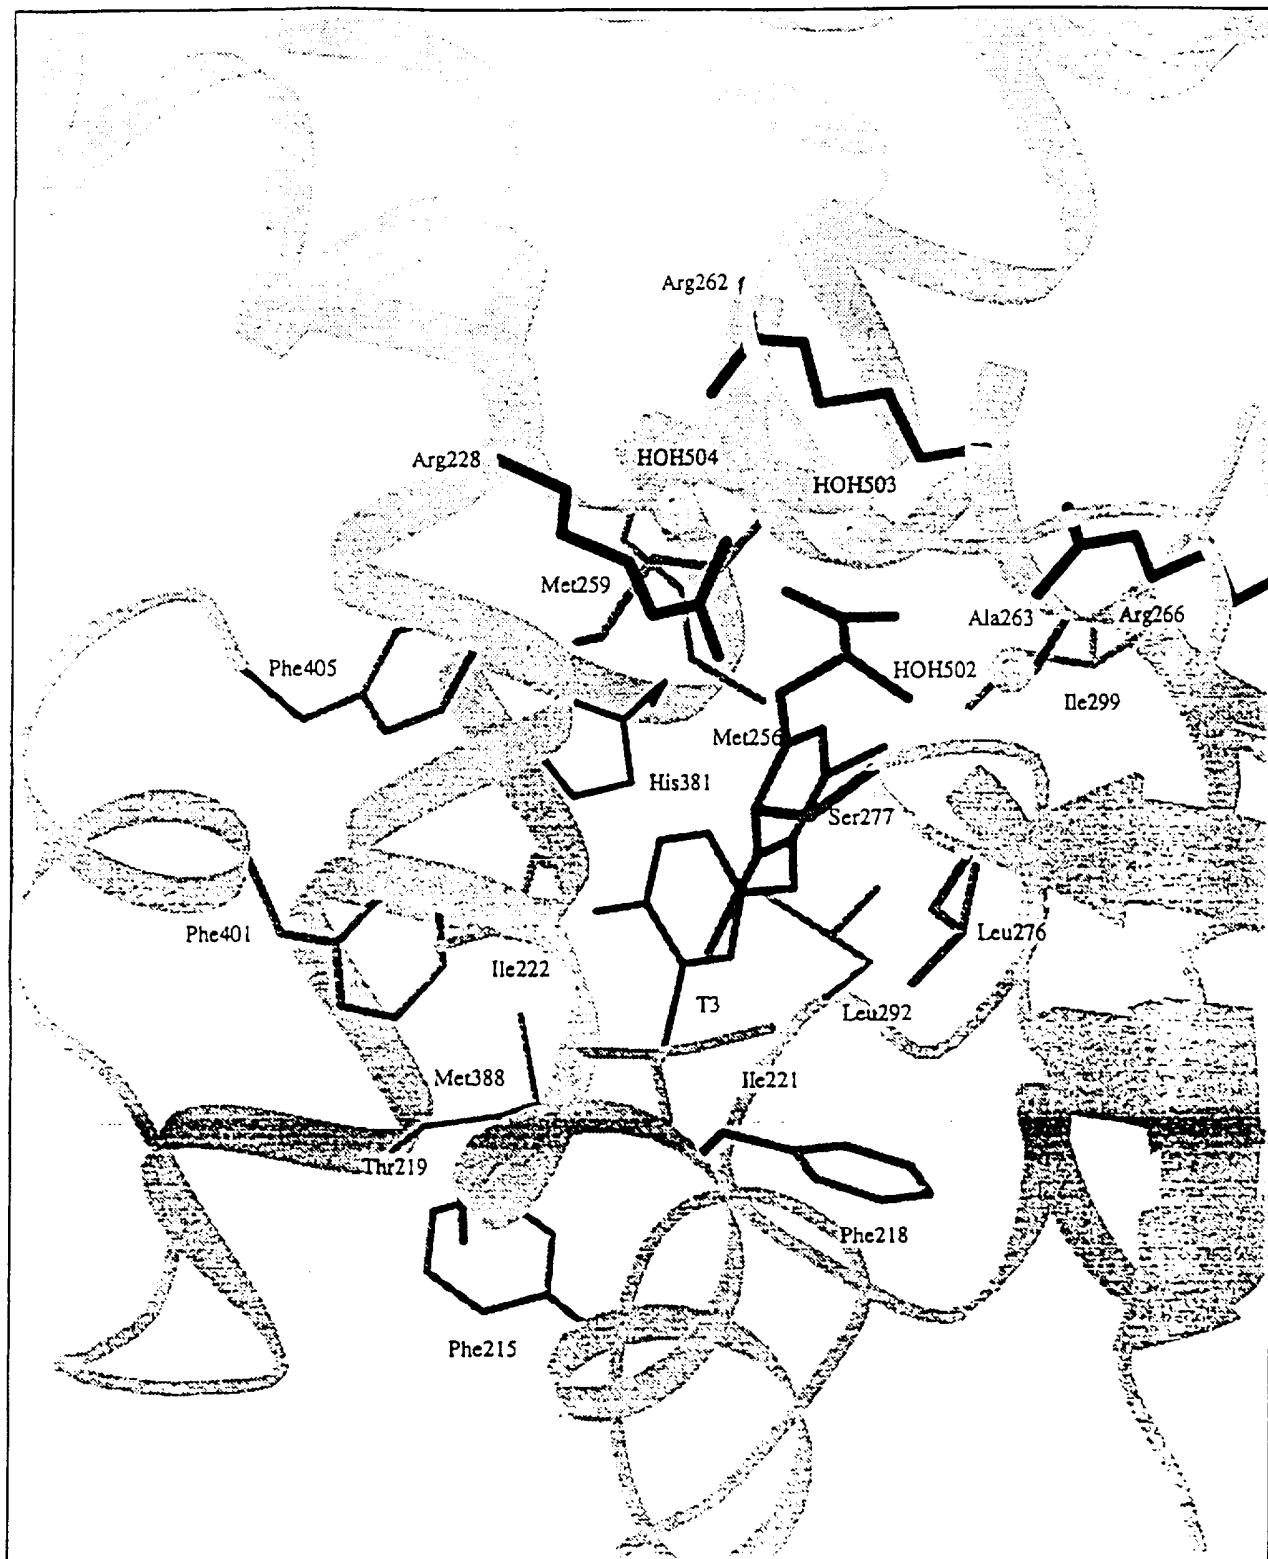 Arg262
Arg228
HOH504
HOH503
Met259
Ala263
Arg266
Phe405
HOH502
Ile299
Met256
His381
Ser277
Phe401
Ile222
Leu276
T3
Leu292
Met388
Ile221
Thr219
Phe218
Phe215